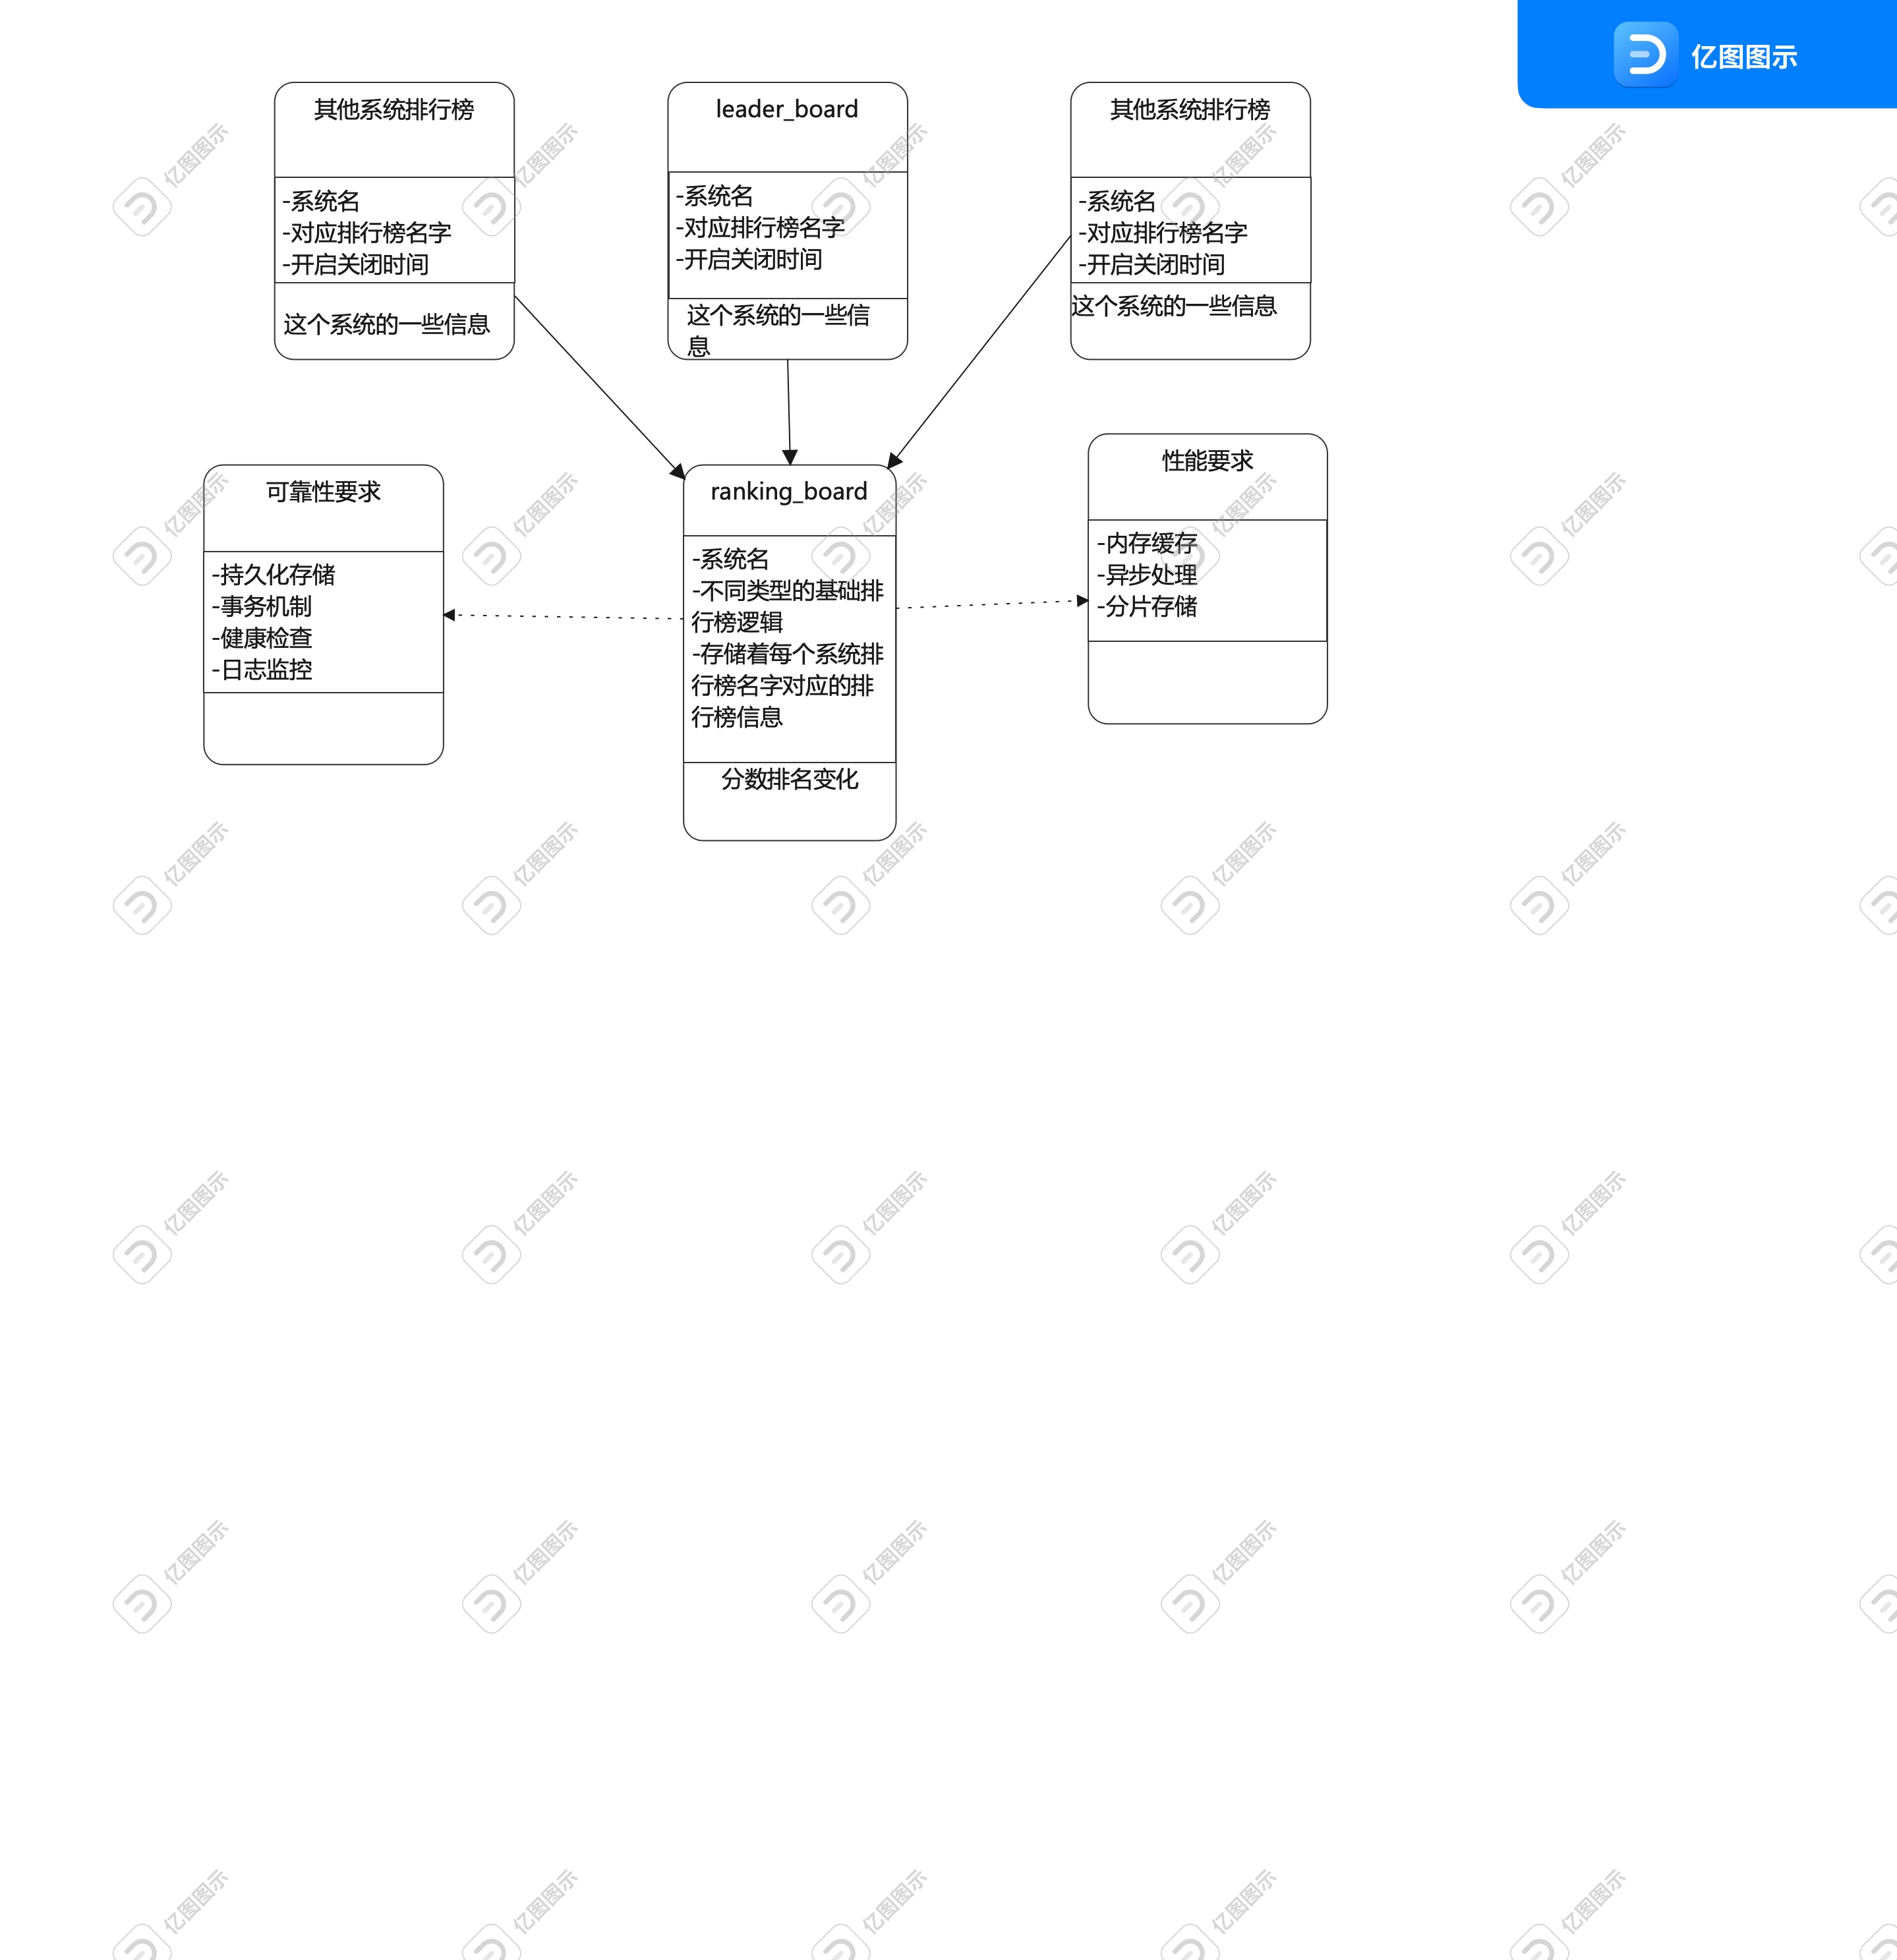 亿图图示
其他系统排行榜
-系统名
-对应排行榜名字
-开启关闭时间
这个系统的一些信息
leader_board
-系统名
-对应排行榜名字
-开启关闭时间
这个系统的一些信
息
其他系统排行榜
-系统名
-对应排行榜名字
-开启关闭时间
这个系统的一些信息
可靠性要求
-持久化存储
-事务机制
-健康检查
-日志监控
ranking_board
-系统名
-不同类型的基础排
行榜逻辑
-存储着每个系统排
行榜名字对应的排
行榜信息
分数排名变化
性能要求
-内存缓存
-异步处理
-分片存储